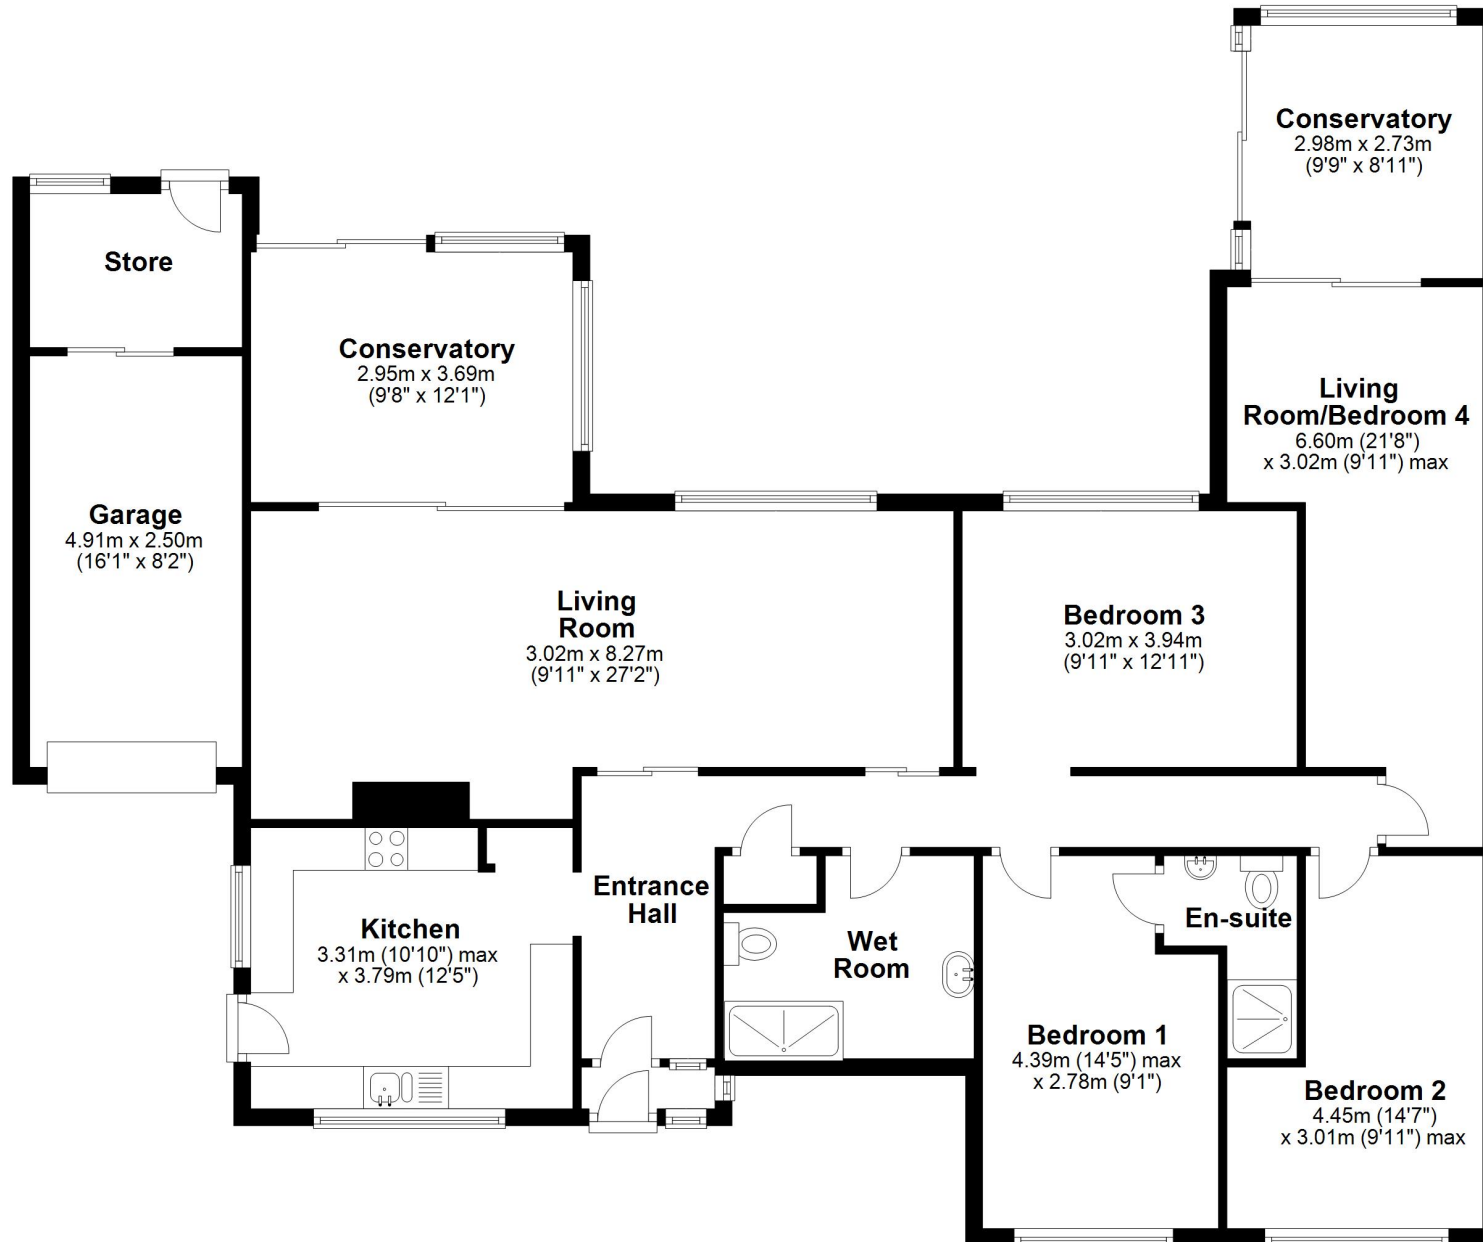 Conservatory
2.98m x 2.73m
(9'9" x 8'11")
Store
Conservatory
2.95m x 3.69m
(9'8" x 12'1")
Living
Room/Bedroom 4
6.60m (21'8")
x 3.02m (9'11") max
Garage
4.91m x 2.50m
(16'1" x 8'2")
Living
Room
3.02m x 8.27m
(9'11" x 27'2")
Bedroom 3
3.02m x 3.94m
(9'11" x 12'11")
Entrance
Hall
Kitchen
3.31m (10'10") max
x 3.79m (12'5")
Wet
Room
En-suite
Bedroom 1
4.39m (14'5") max
x 2.78m (9'1")
Bedroom 2
4.45m (14'7")
x 3.01m (9'11") max